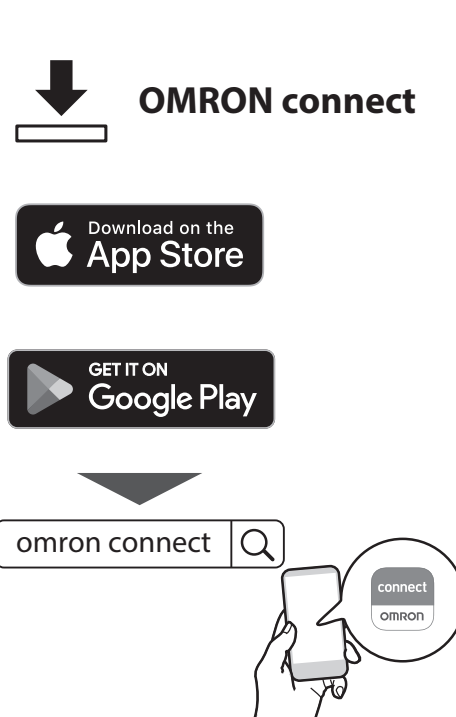 OMRON connect
Download on the
App Store
GET IT ON
Google Play
omron connect
connect
OMRON